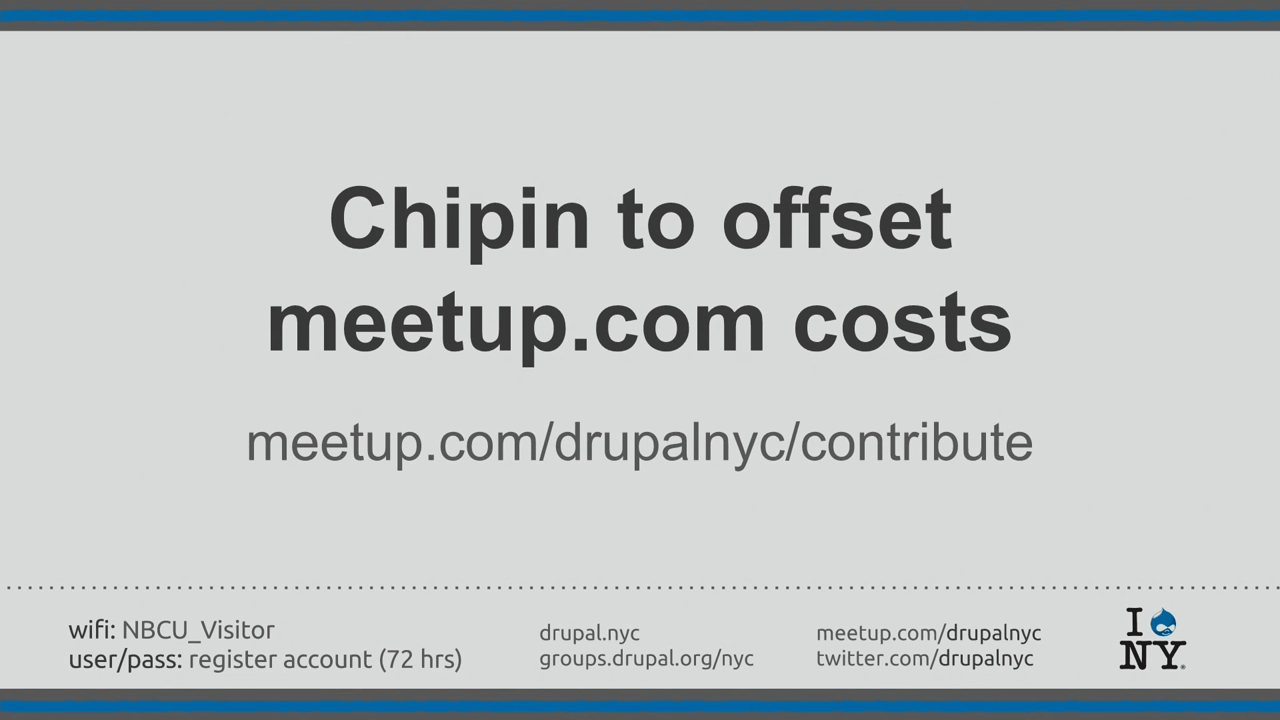 Chipin to offset
meetup.com costs
meetup.com/drupalnyc/contribute
wifi: NBCU_Visitor
user/pass: register account (72 hrs)
drupal.nyc
groups.drupal.org/nyc
meetup.com/drupalnyc
twitter.com/drupalnyc
I
NY®